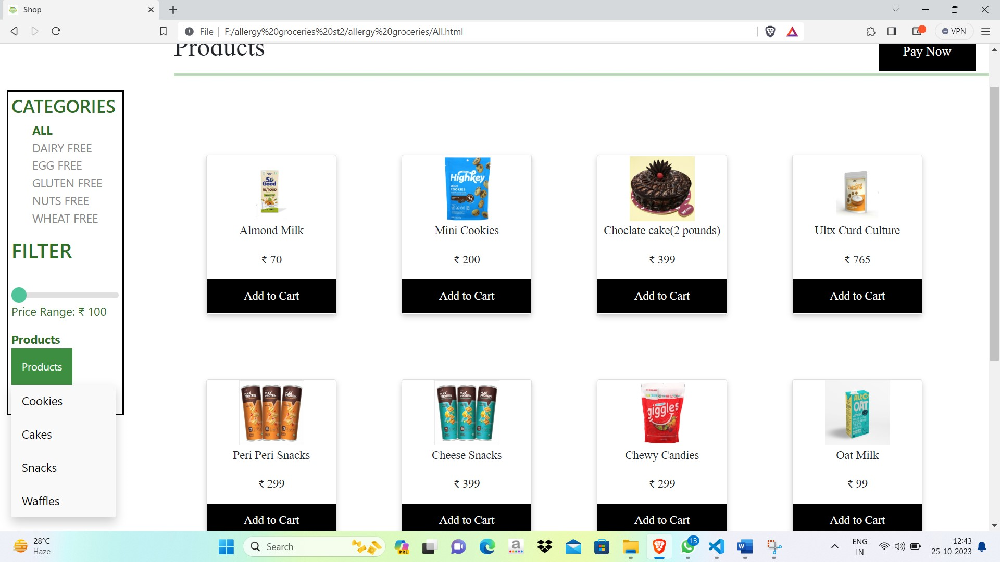 Shop
File
F:/allergy%20groceries%20st2/allergy%20groceries/All.html
VPN
Products
Pay Now
CATEGORIES
ALL
DAIRY FREE
EGG FREE
GLUTEN FREE
NUTS FREE
WHEAT FREE
FILTER
Price Range: ₹ 100
Products
Products
Cookies
Cakes
Snacks
Waffles
So Good
ALMOND
Almond Milk
₹ 70
Add to Cart
Highkey
MINI
COOKIES
Mini Cookies
₹ 200
Add to Cart
Choclate cake(2 pounds)
₹ 399
Add to Cart
Curd
Culture
Ultx Curd Culture
₹ 765
Add to Cart
MAX PROTEIN MAX PROTEIN MAX PROTEIN
Peri Peri Snacks
₹ 299
Add to Cart
MAX PROTEIN MAX PROTEIN MAX PROTEIN
Cheese Snacks
₹ 399
Add to Cart
giggles
Chewy Candies
₹ 299
Add to Cart
AltCo
OAT
drink
Oat Milk
₹ 99
Add to Cart
28°C
Haze
Search
PRE
a
13
W
ENG
IN
12:43
25-10-2023